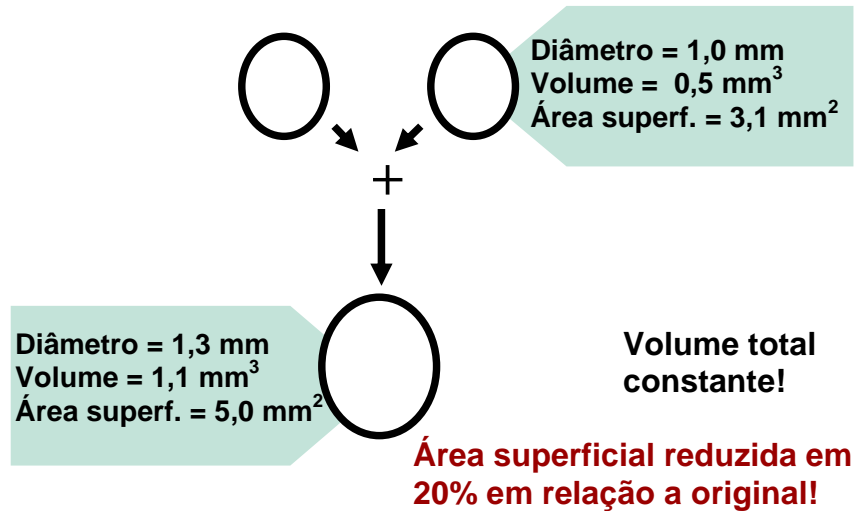 Diâmetro = 1,0 mm
Volume = 0,5 mm³
Área superf. = 3,1 mm²
+
Diâmetro = 1,3 mm
Volume = 1,1 mm³
Área superf. = 5,0 mm²
Volume total
constante!
Área superficial reduzida em
20% em relação a original!